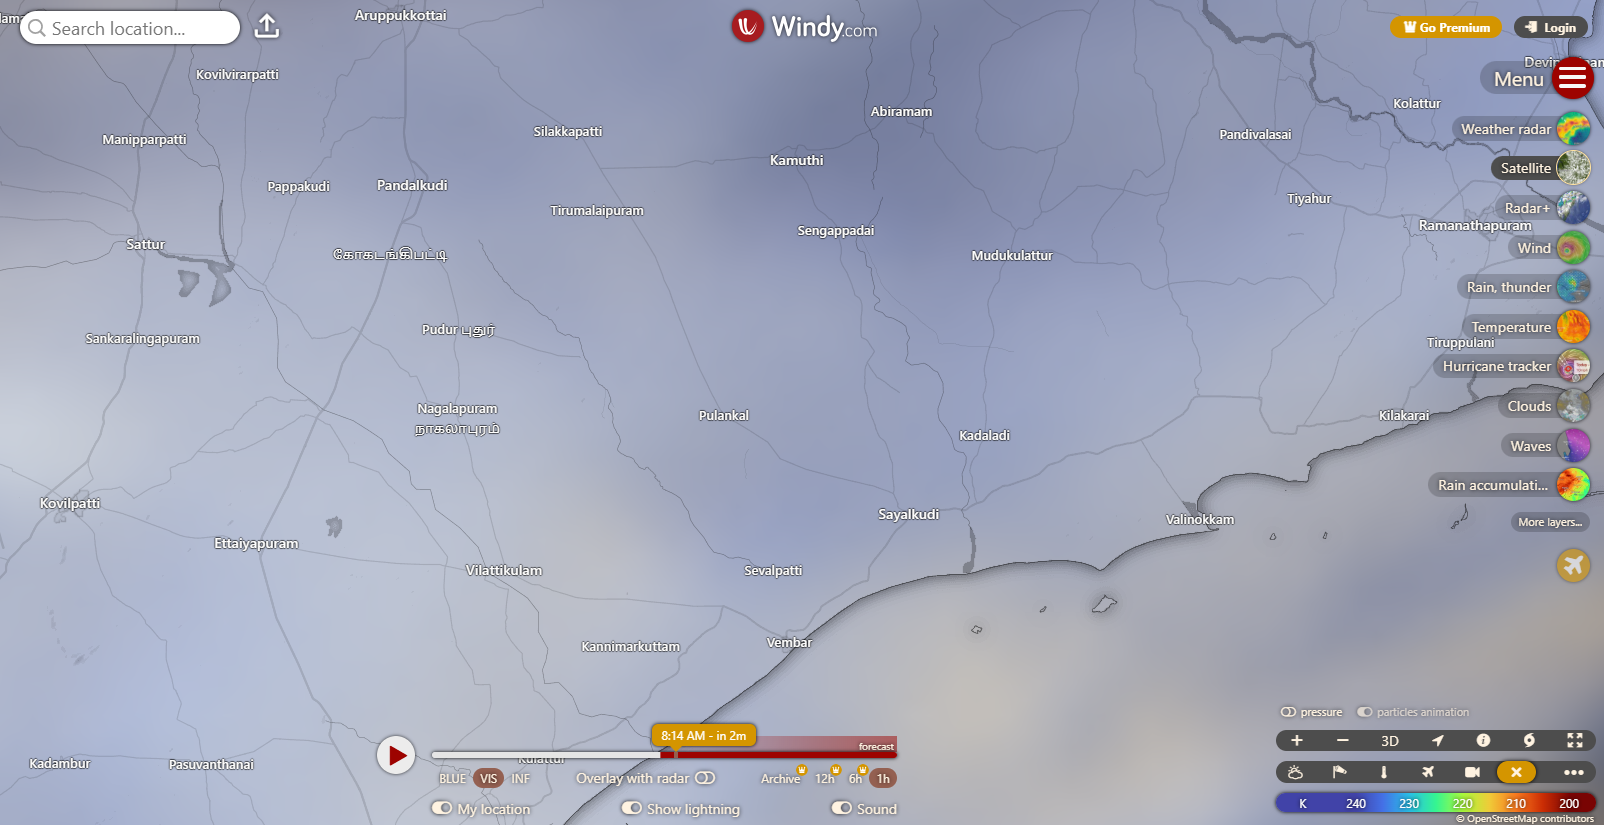 Search location...
Aruppukkottai
Windy.com
Go Premium
Login
Menu
Kovilvirarpatti
Abiramam
Kolattur
Manipparpatti
Silakkapatti
Pandivalasai
Weather radar
Kamuthi
Satellite
Pappakudi
Pandalkudi
Tirumalaipuram
Tiyahur
Radar+
Sengappadai
Ramanathapuram
Sattur
கோகடங்கிபட்டி
Mudukulattur
Wind
Rain, thunder
Pudur புதூர்
Temperature
Sankaralingapuram
Tiruppulani
Hurricane tracker
Nagalapuram
நாகலாபுரம்
Pulankal
Kilakarai
Clouds
Kadaladi
Waves
Rain accumulati...
Kovilpatti
Sayalkudi
Valinokkam
More layers...
Ettaiyapuram
Vilattikulam
Sevalpatti
Kannimarkuttam
Vembar
pressure
particles animation
8:14 AM - in 2m
forecast
3D
Kadambur
Pasuvanthanai
Kulattur
BLUE VIS INF
Overlay with radar
Archive 12h 6h 1h
My location
Show lightning
Sound
K 240 230 220 210 200
© OpenStreetMap contributors